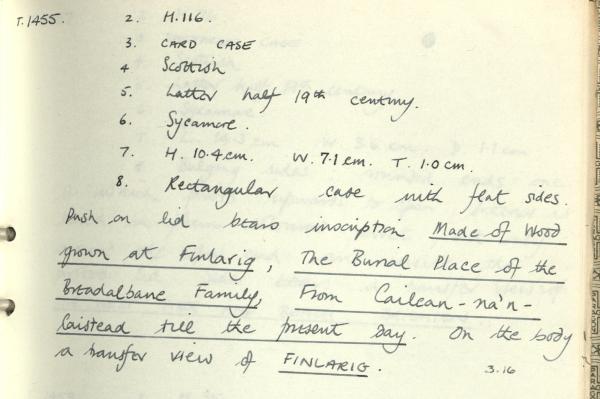 T.1455. 2. H.116.
3. CARD CASE
4 Scottish
5. Latter half 19th century.
6. Sycamore.
7. H. 10.4cm. W. 7.1 cm. T. 1.0 cm.
8. Rectangular case with flat sides.
Push on lid bears inscription Made of Wood
grown at Finlarig, The Burial Place of the
Breadalbane Family, From Cailean-na'n-
Caistead till the present Day. On the body
a transfer view of FINLARIG.
3.16